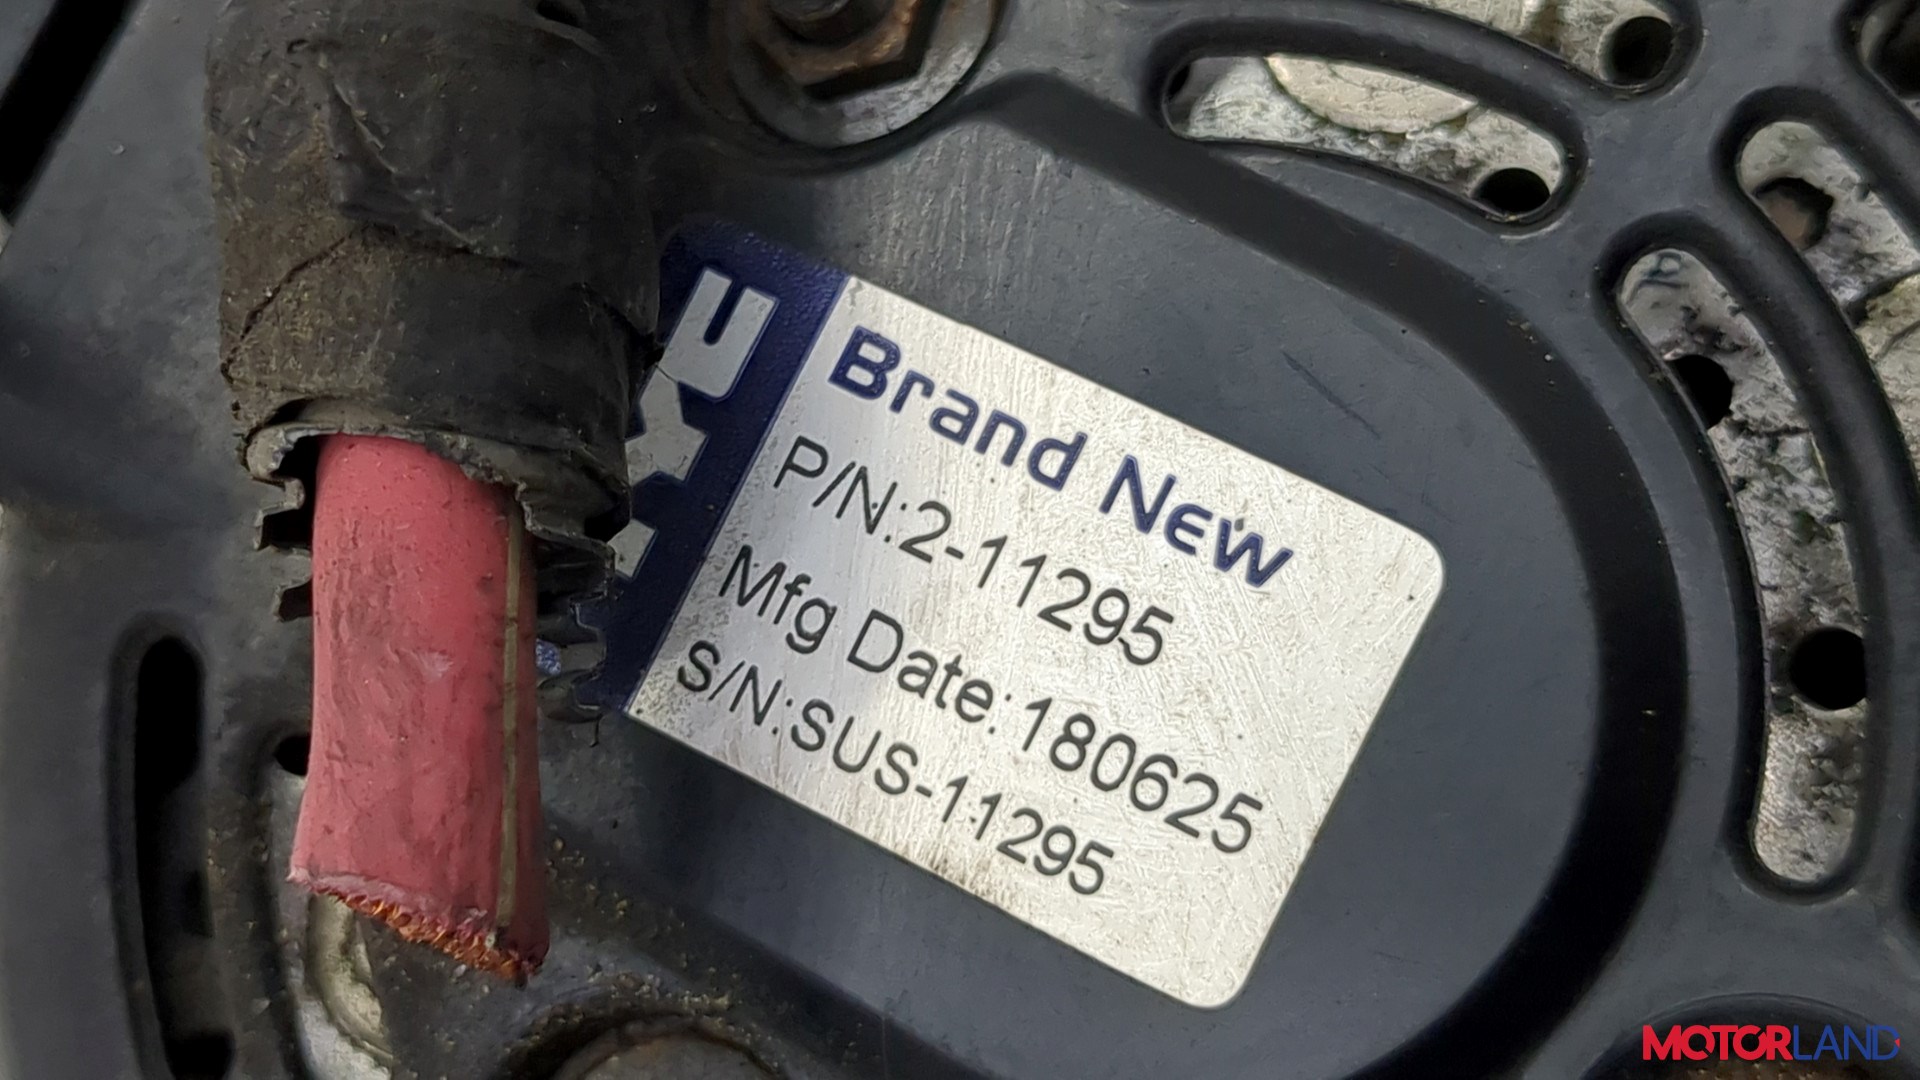 Brand New
P/N:2-11295
Mfg Date:180625
S/N:SUS-11295
MOTORLAND